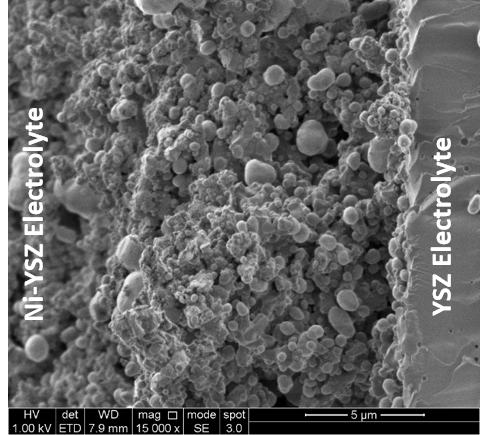 Ni-YSZ Electrolyte
YSZ Electrolyte
HV det WD mag □ mode spot
1.00 kV ETD 7.9 mm 15 000 x SE 3.0
5 µm